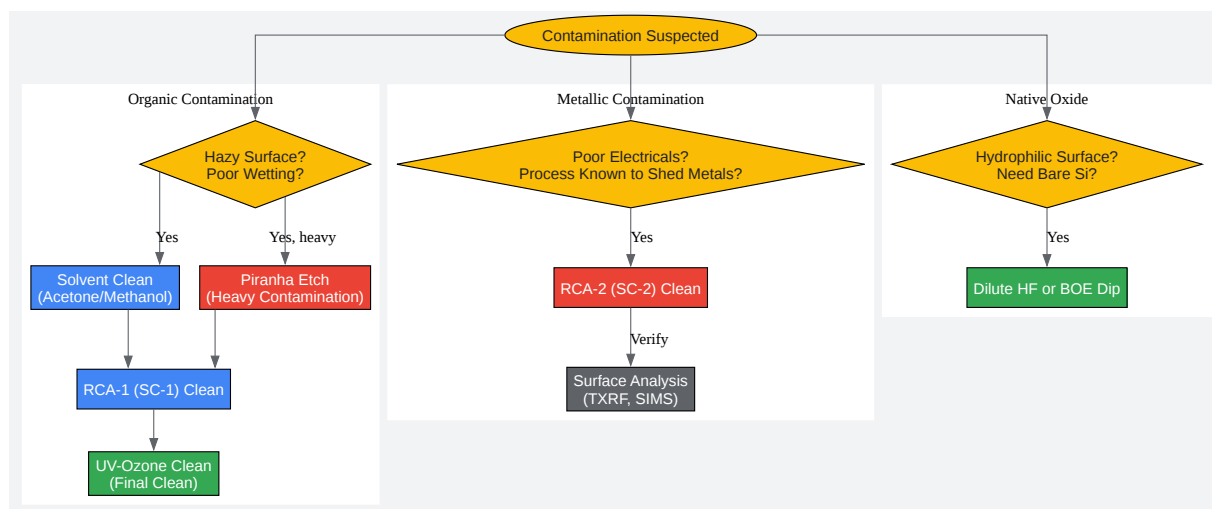 Contamination Suspected
Organic Contamination
Hazy Surface?
Poor Wetting?
Yes
Yes, heavy
Solvent Clean
(Acetone/Methanol)
Piranha Etch
(Heavy Contamination)
RCA-1 (SC-1) Clean
UV-Ozone Clean
(Final Clean)
Metallic Contamination
Poor Electricals?
Process Known to Shed Metals?
Yes
RCA-2 (SC-2) Clean
Verify
Surface Analysis
(TXRF, SIMS)
Native Oxide
Hydrophilic Surface?
Need Bare Si?
Yes
Dilute HF or BOE Dip